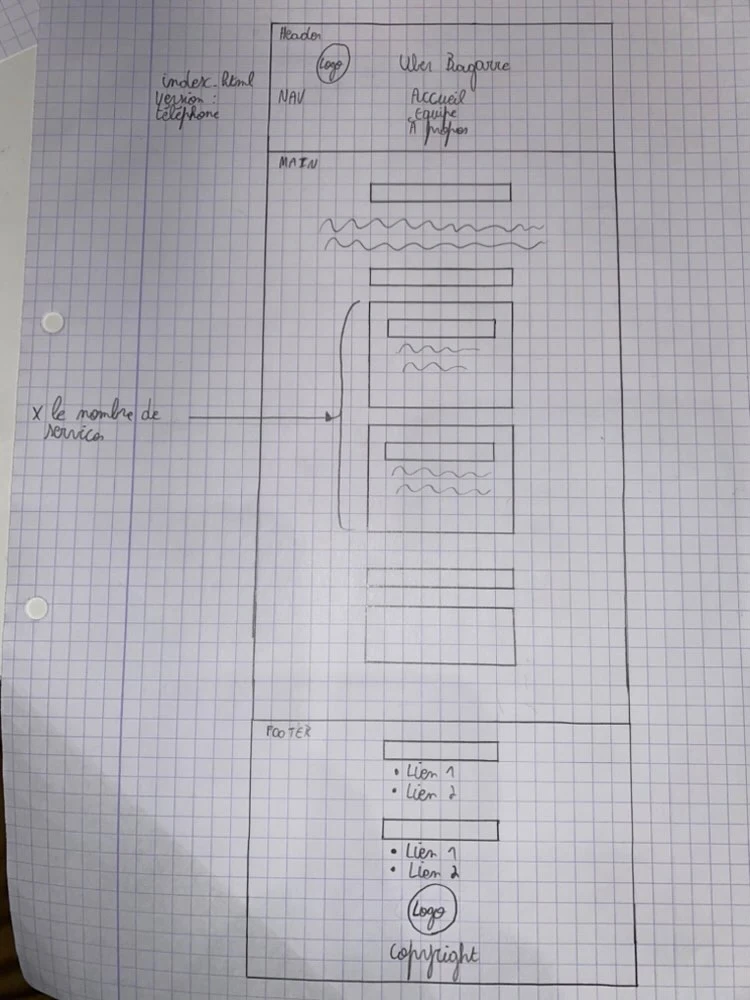 Header
Logo
Uber Bagarre
index.html
version :
téléphone
NAV
Accueil
Equipe
À propos
MAIN
x le nombre de
services
FOOTER
• Lien 1
• Lien 2
• Lien 1
• Lien 2
Logo
Copyright